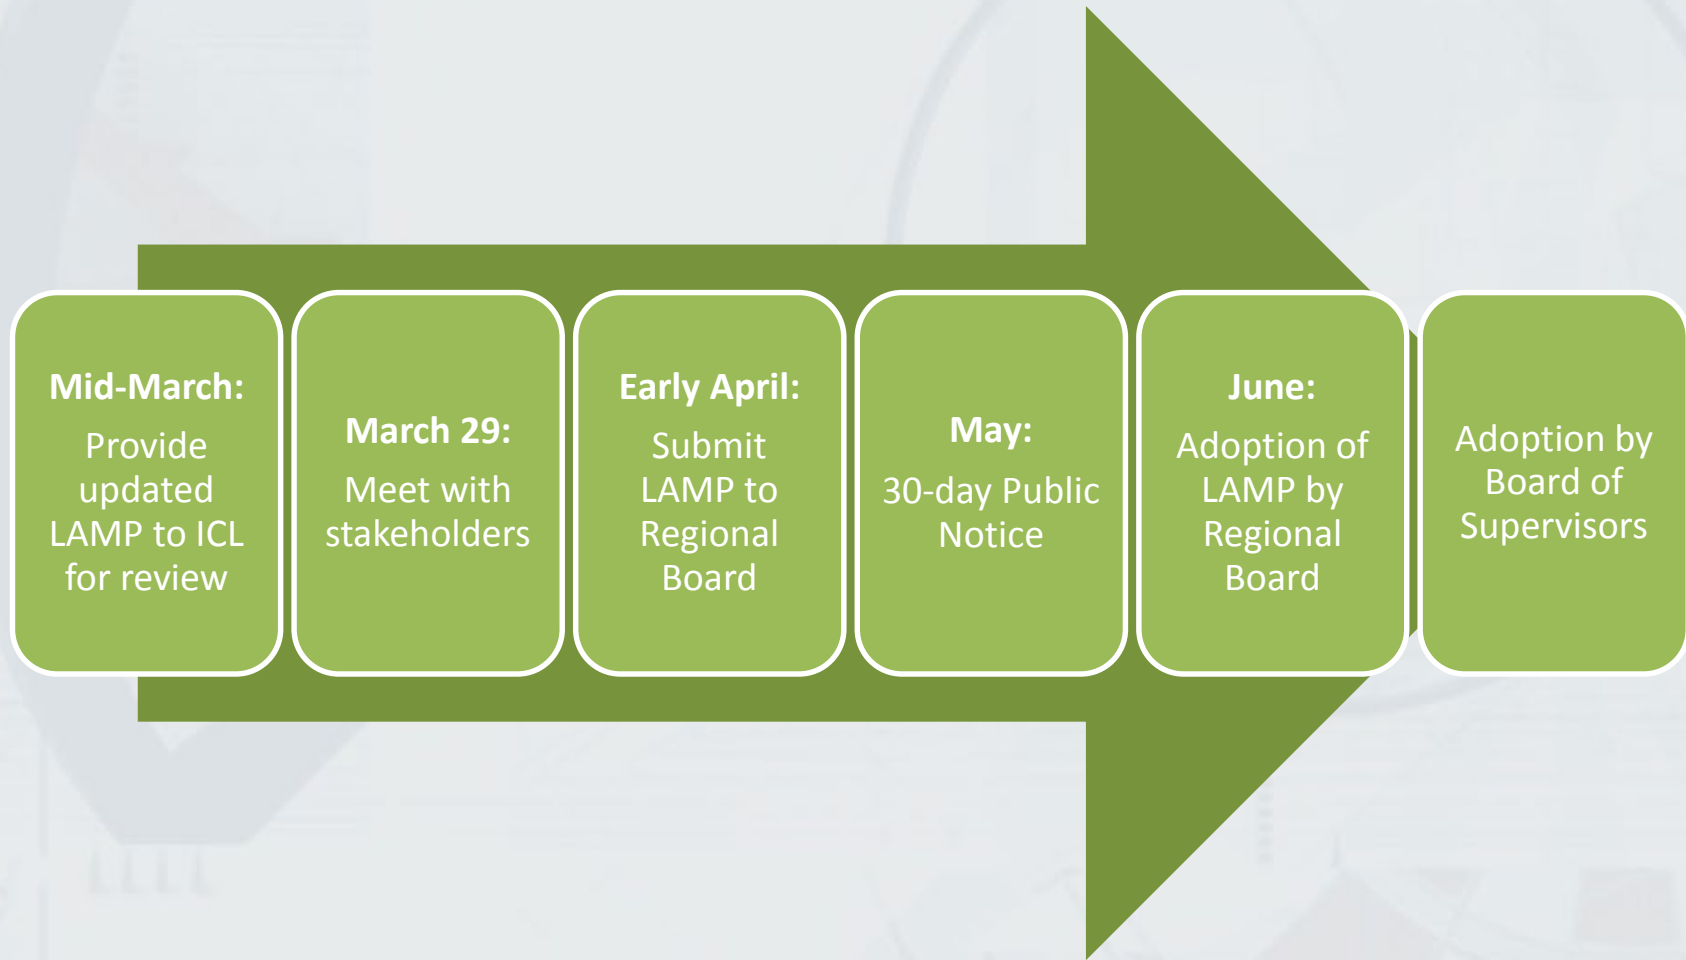 Mid-March:
Provide
updated
LAMP to ICL
for review
March 29:
Meet with
stakeholders
Early April:
Submit
LAMP to
Regional
Board
May:
30-day Public
Notice
June:
Adoption of
LAMP by
Regional
Board
Adoption by
Board of
Supervisors